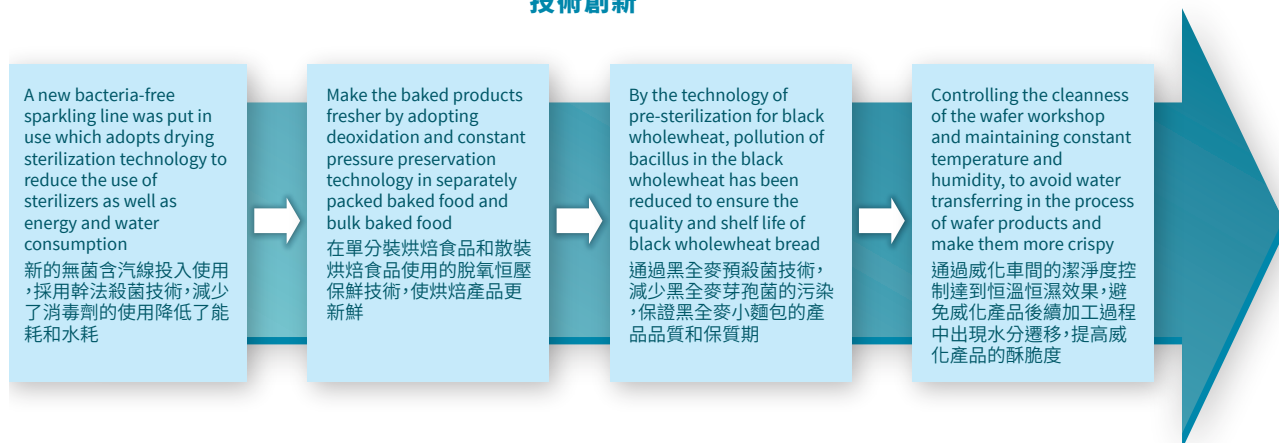 技術創新
A new bacteria-free
sparkling line was put in
use which adopts drying
sterilization technology to
reduce the use of
sterilizers as well as
energy and water
consumption
新的無菌含汽線投入使用
,採用幹法殺菌技術,減少
了消毒劑的使用降低了能
耗和水耗
Make the baked products
fresher by adopting
deoxidation and constant
pressure preservation
technology in separately
packed baked food and
bulk baked food
在單分裝烘焙食品和散裝
烘焙食品使用的脫氧恒壓
保鮮技術,使烘焙產品更
新鮮
By the technology of
pre-sterilization for black
wholewheat, pollution of
bacillus in the black
wholewheat has been
reduced to ensure the
quality and shelf life of
black wholewheat bread
通過黑全麥預殺菌技術,
減少黑全麥芽孢菌的污染
,保證黑全麥小麵包的產
品品質和保質期
Controlling the cleanness
of the wafer workshop
and maintaining constant
temperature and
humidity, to avoid water
transferring in the process
of wafer products and
make them more crispy
通過威化車間的潔淨度控
制達到恒溫恒濕效果,避
免威化產品後續加工過程
中出現水分遷移,提高威
化產品的酥脆度